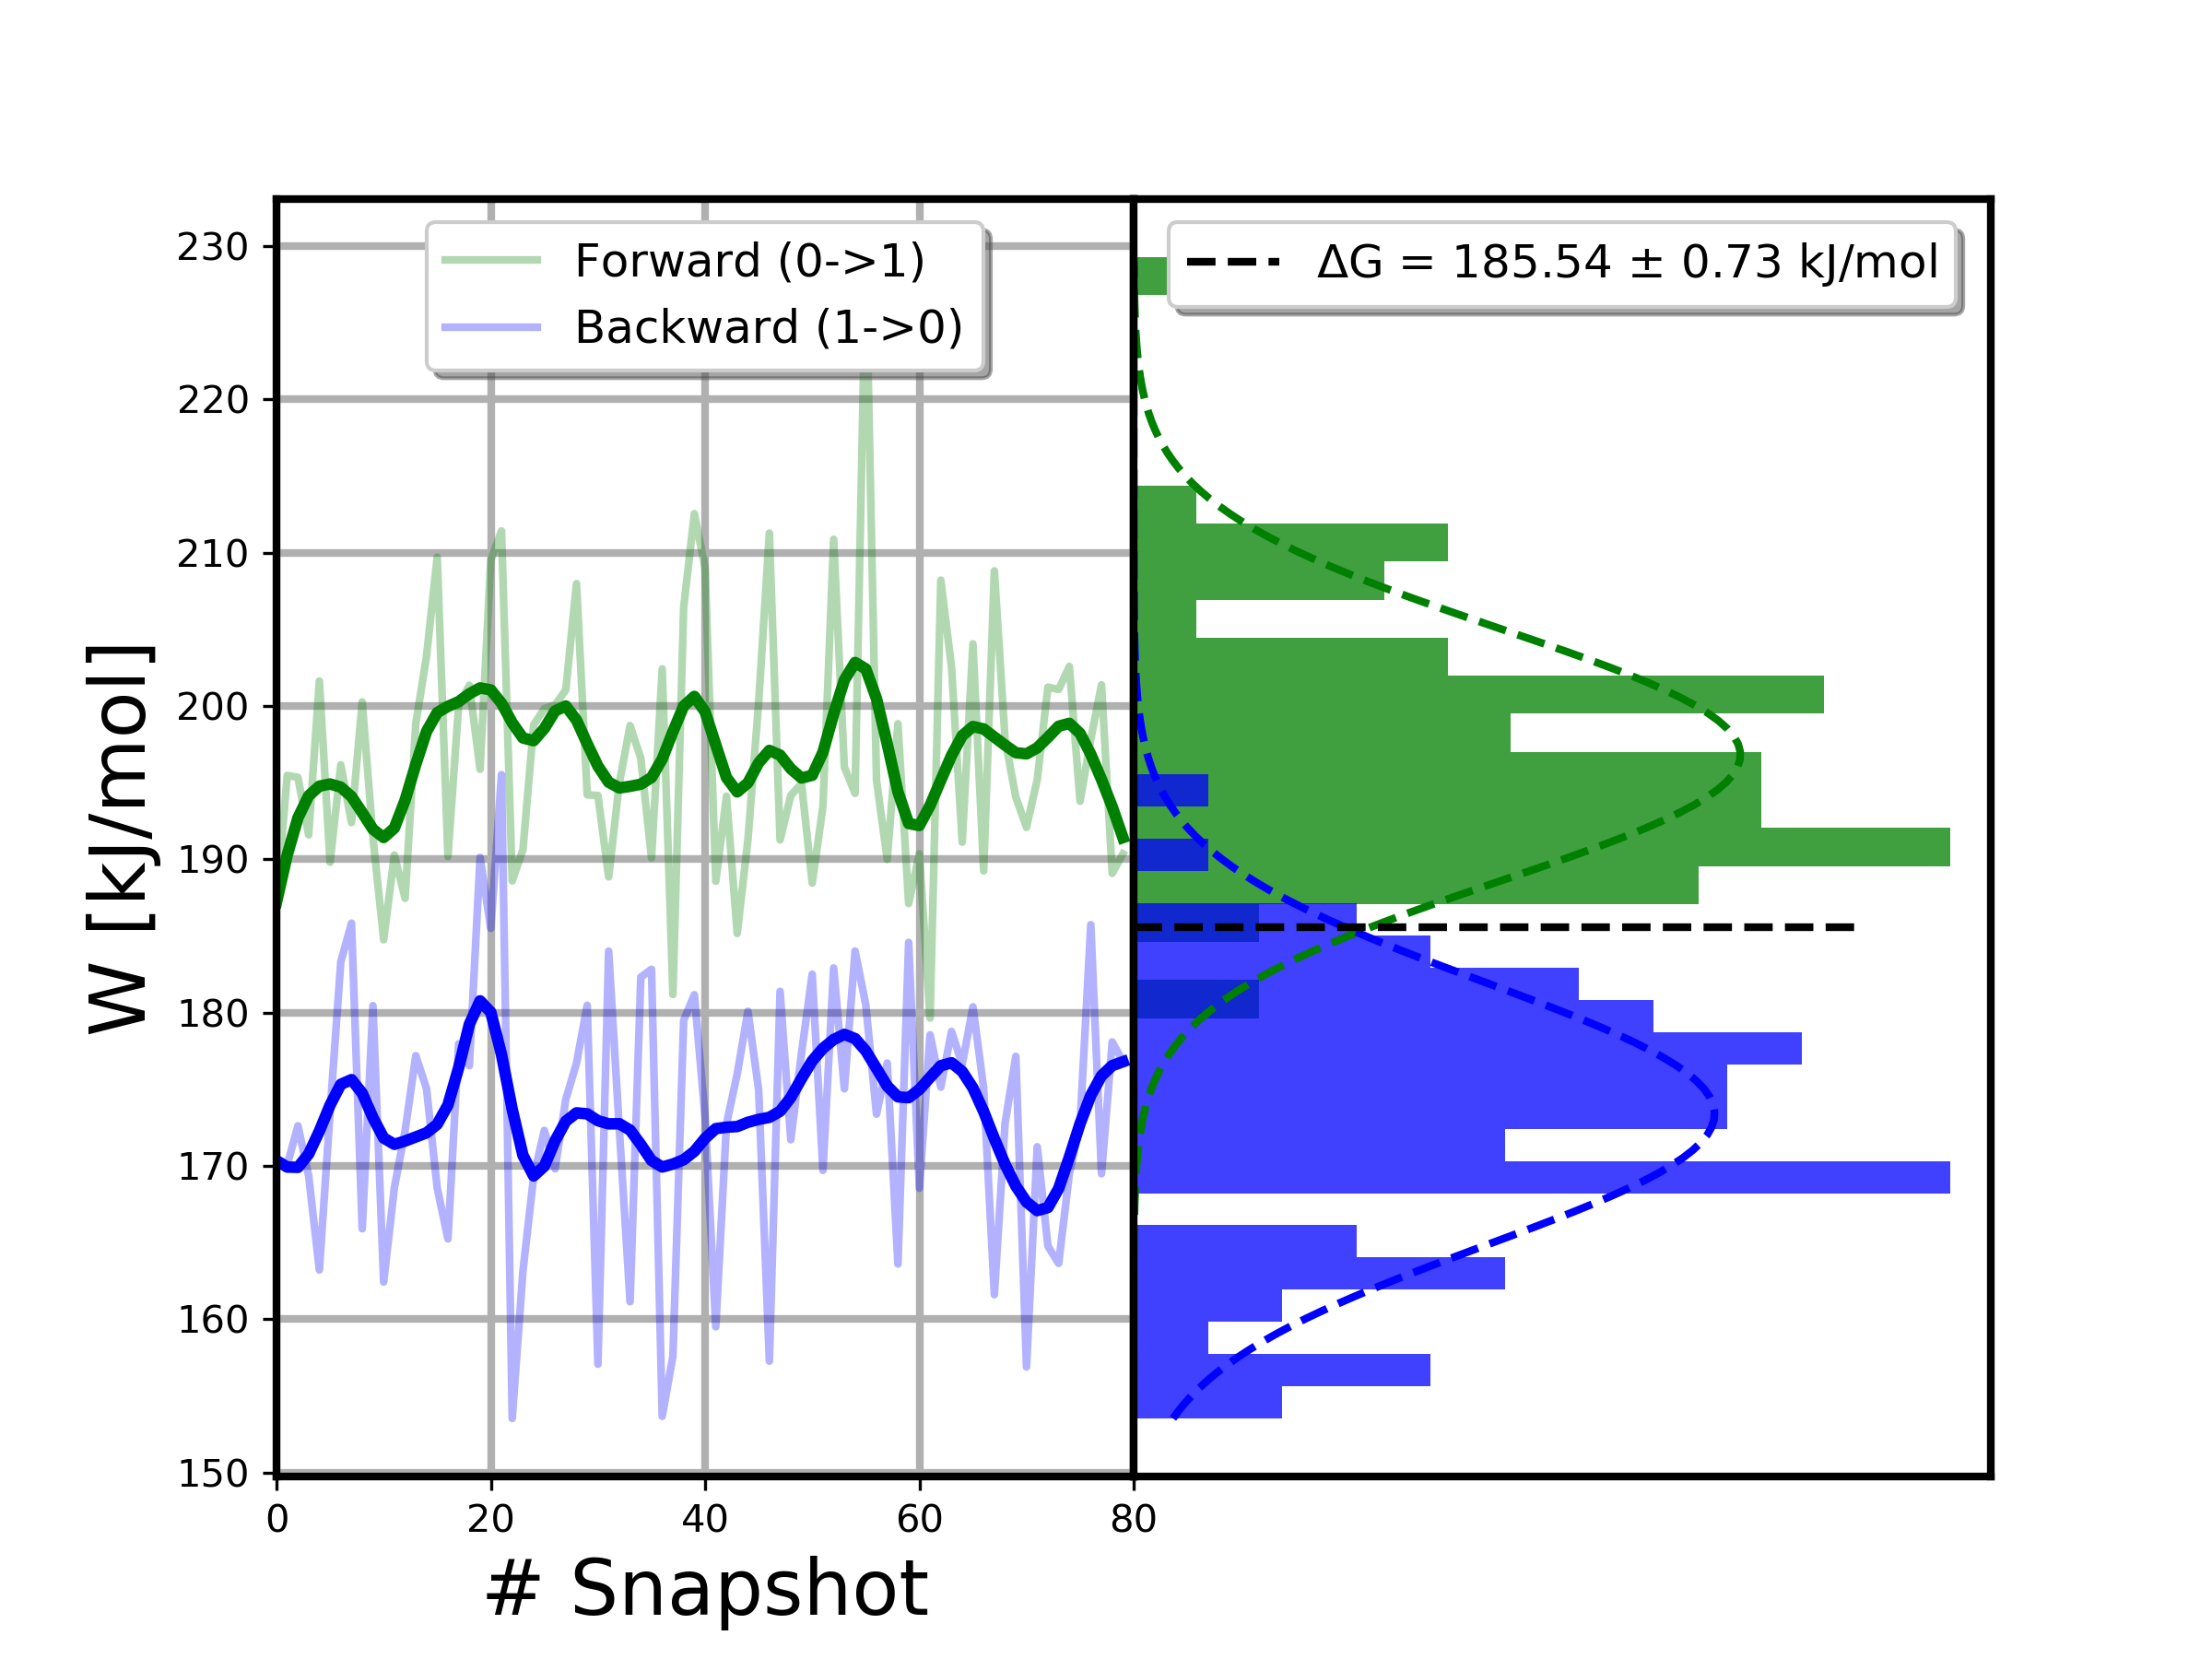 Forward (0->1)
Backward (1->0)
ΔG = 185.54 ± 0.73 kJ/mol
W [kJ/mol]
230
220
210
200
190
180
170
160
150
0 20 40 60 80
# Snapshot